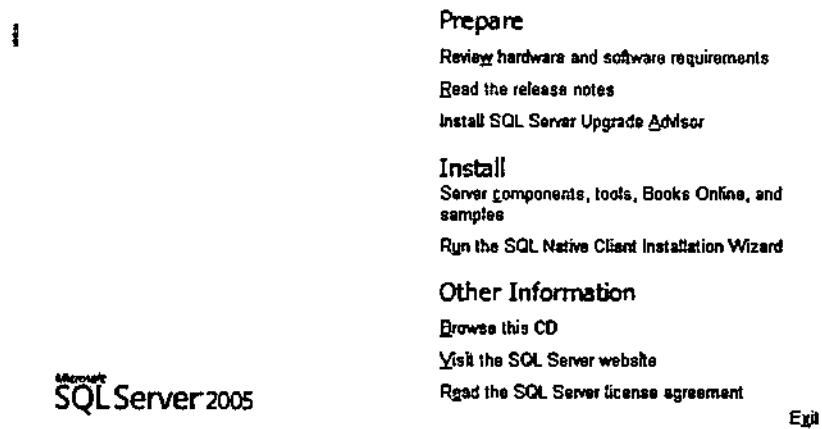 Prepare
Review hardware and software requirements
Read the release notes
Install SQL Server Upgrade Advisor
Install
Server components, tools, Books Online, and
samples
Run the SQL Native Client Installation Wizard
Other Information
Browse this CD
Visit the SQL Server website
Read the SQL Server license agreement
Exit
Microsoft
SQL Server 2005